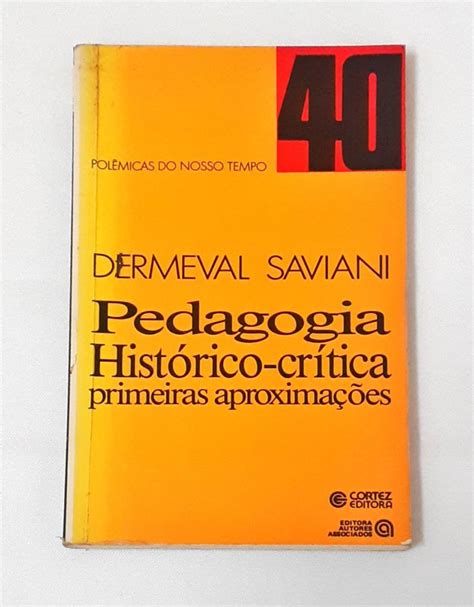 40
POLÊMICAS DO NOSSO TEMPO
DERMEVAL SAVIANI
Pedagogia
Histórico-crítica
primeiras aproximações
CORTEZ
EDITORA
EDITORA
AUTORES
ASSOCIADOS